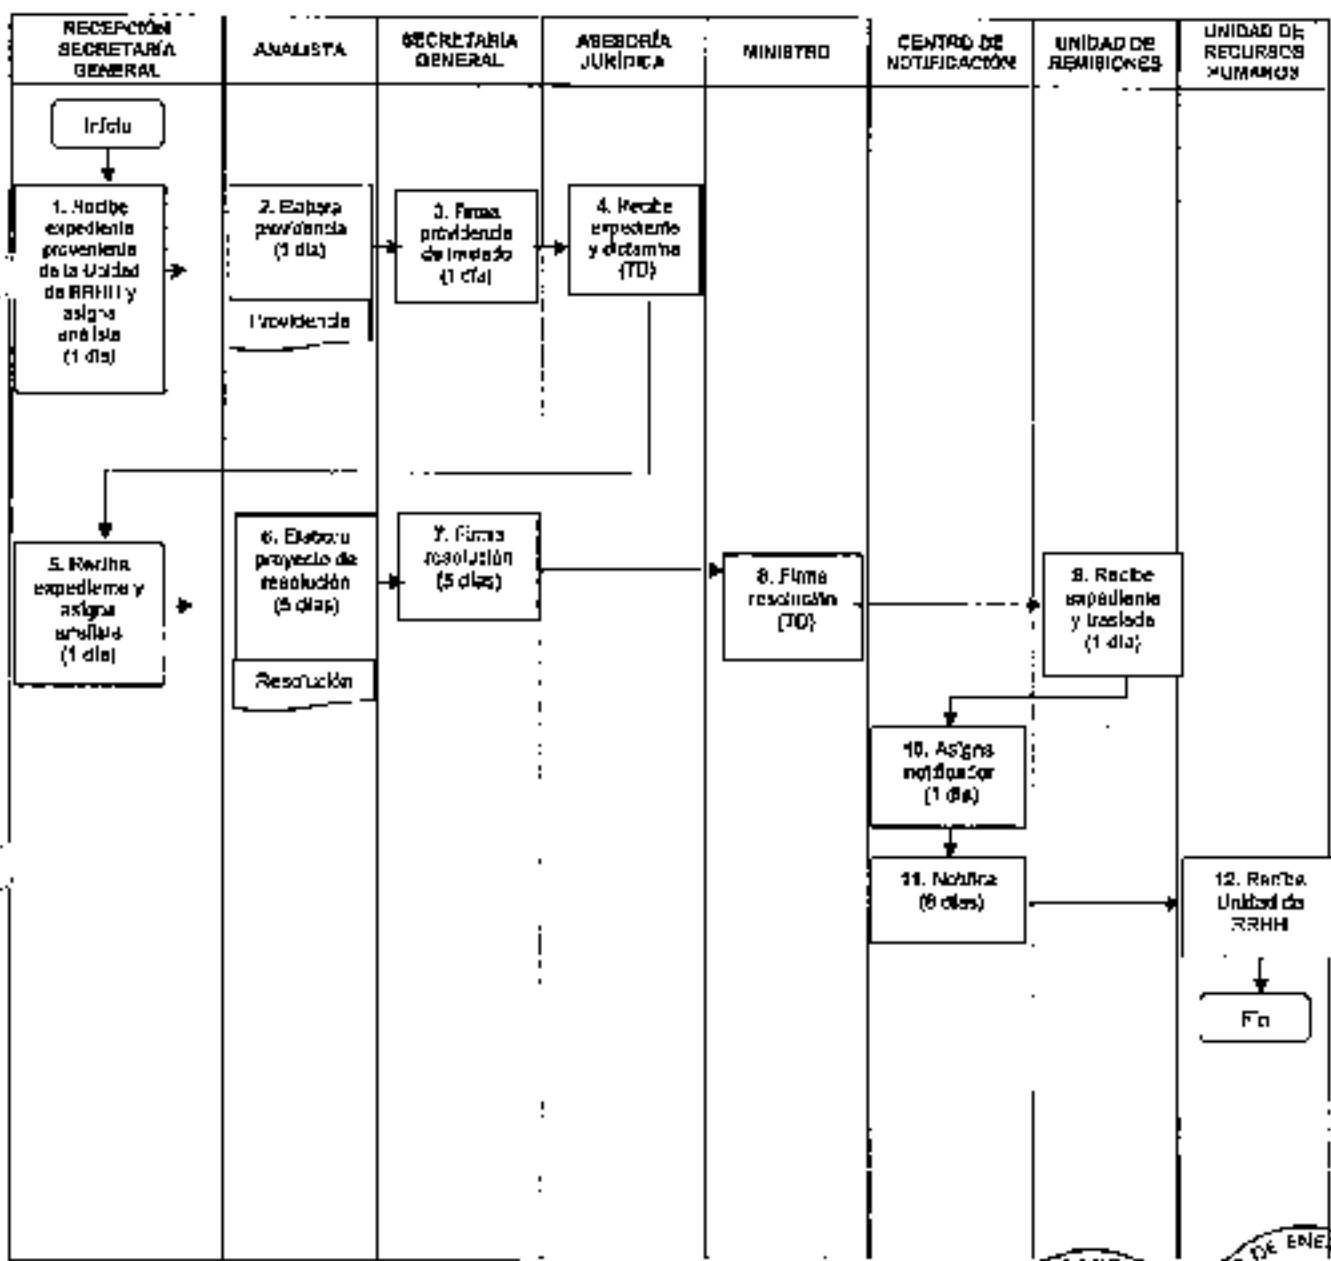 RECEPCIÓN
SECRETARÍA
GENERAL
ANALISTA
SECRETARIA
GENERAL
ASESORÍA
JURÍDICA
MINISTRO
CENTRO DE
NOTIFICACIÓN
UNIDAD DE
REMISIONES
UNIDAD DE
RECURSOS
HUMANOS
Inicio
1. Recibe
expediente
proveniente
de la Unidad
de RRHH y
asigna
analista
(1 día)
2. Elabora
providencia
(1 día)
Providencia
3. Firma
providencia
de traslado
(1 día)
4. Recibe
expediente
y dictamina
(TD)
5. Recibe
expediente y
asigna
analista
(1 día)
6. Elabora
proyecto de
resolución
(5 días)
Resolución
7. Firma
resolución
(5 días)
8. Firma
resolución
(TD)
9. Recibe
expediente
y traslada
(1 día)
10. Asigna
notificador
(1 día)
11. Notifica
(6 días)
12. Recibe
Unidad de
RRHH
Fin
DE ENE